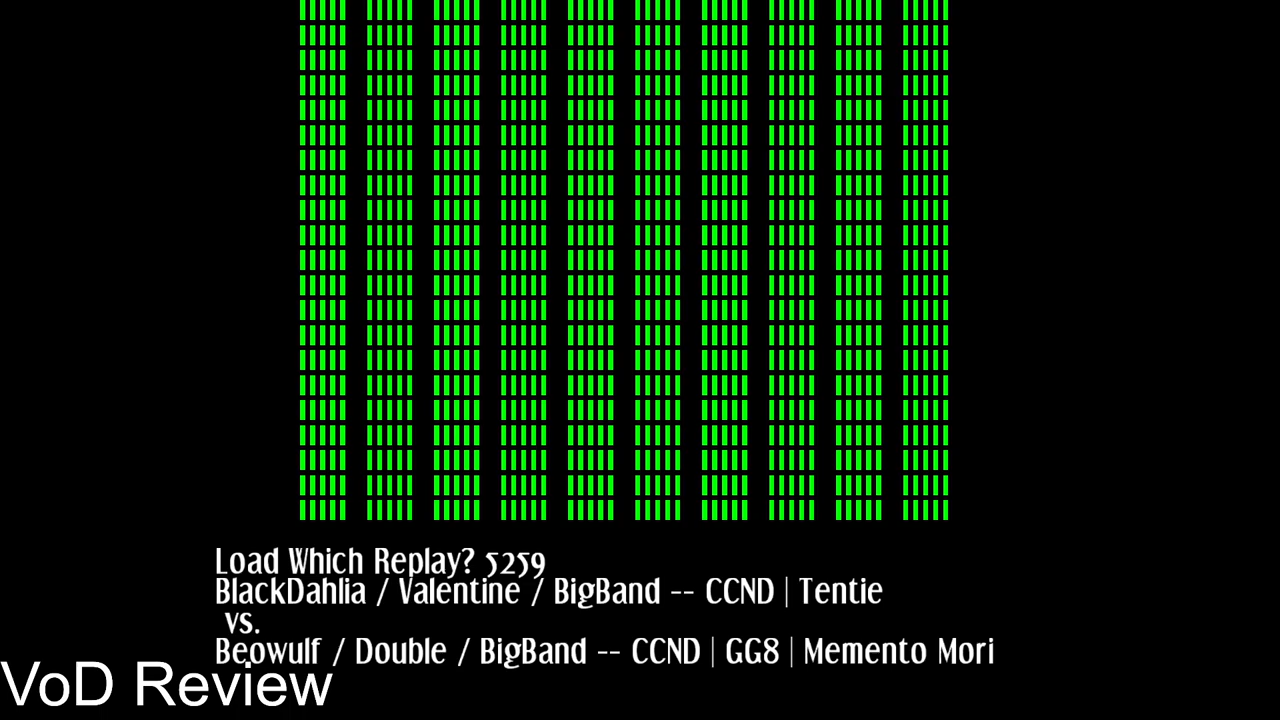 Load Which Replay? 5259
BlackDahlia / Valentine / BigBand -- CCND | Tentie
vs.
Beowulf / Double / BigBand -- CCND | GG8 | Memento Mori
VoD Review